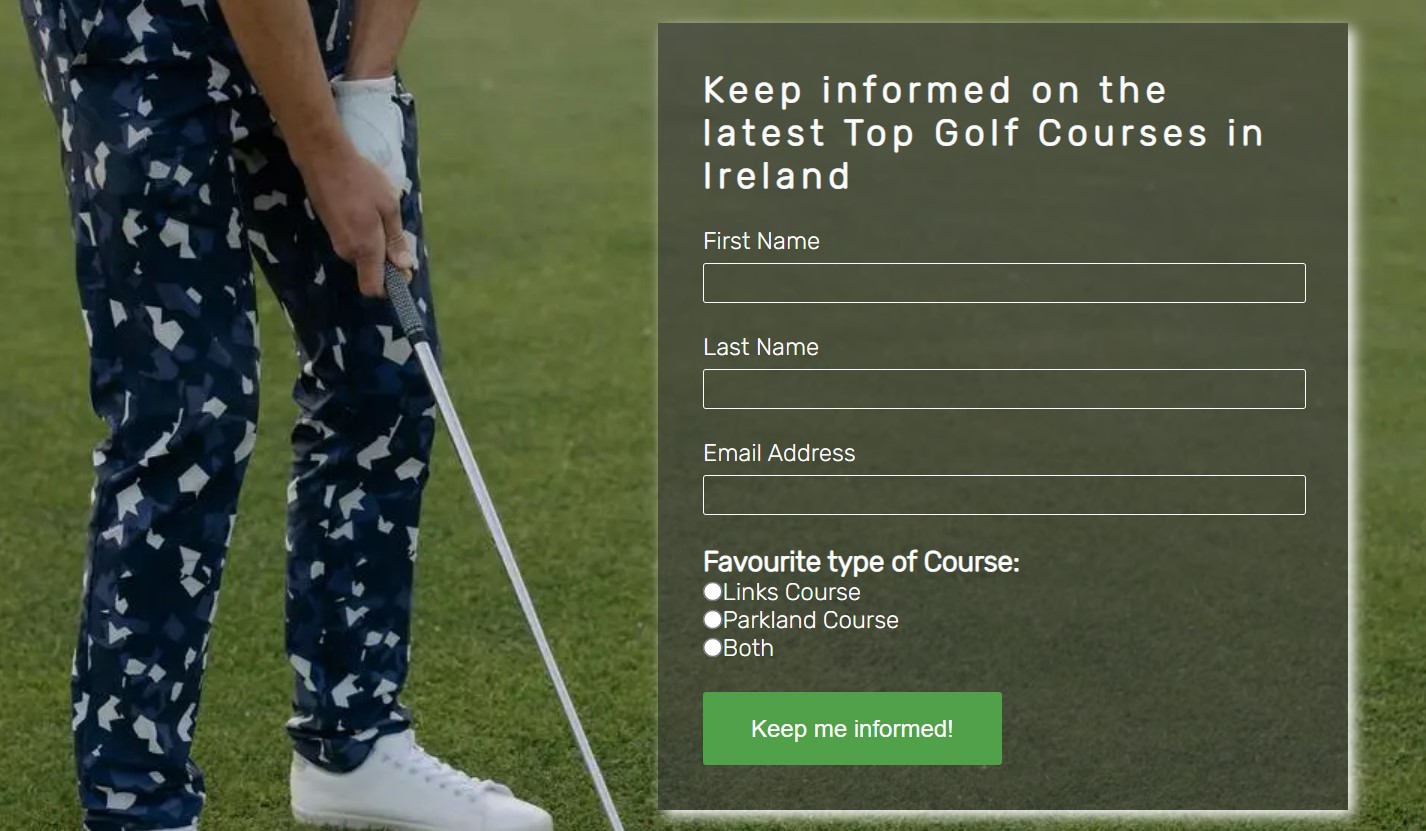 Keep informed on the
latest Top Golf Courses in
Ireland
First Name
Last Name
Email Address
Favourite type of Course:
Links Course
Parkland Course
Both
Keep me informed!